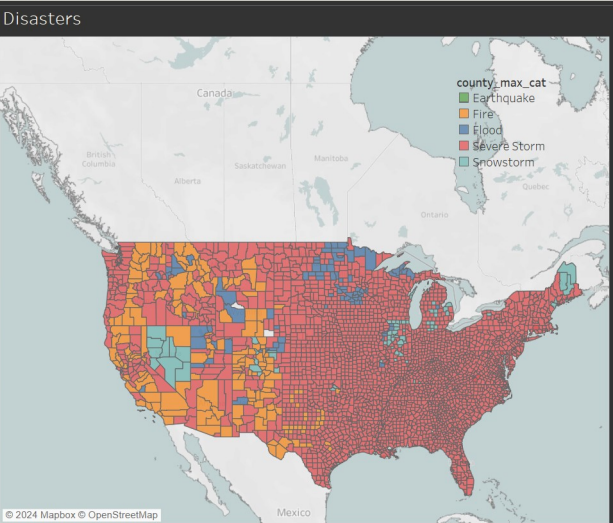 Disasters
county_max_cat
Earthquake
Fire
Flood
Severe Storm
Snowstorm
Canada
British
Columbia
Alberta
Saskatchewan
Manitoba
Ontario
Quebec
Mexico
© 2024 Mapbox © OpenStreetMap